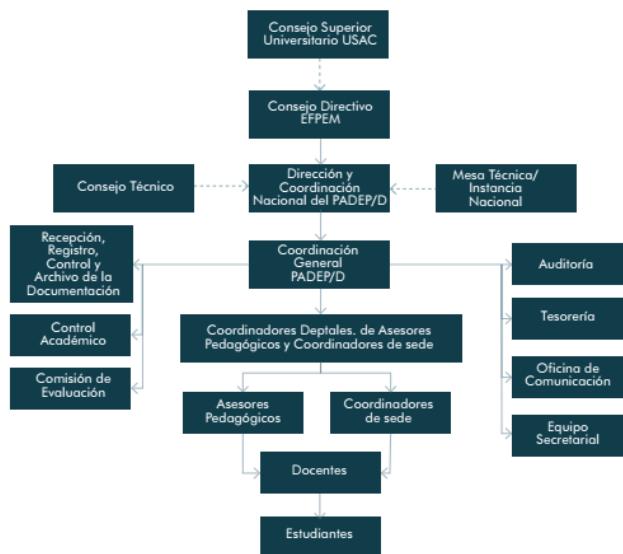 Consejo Superior
Universitario USAC
Consejo Directivo
EFPEM
Consejo Técnico
Dirección y
Coordinación
Nacional del PADEP/D
Mesa Técnica/
Instancia
Nacional
Recepción,
Registro,
Control y
Archivo de la
Documentación
Coordinación
General
PADEP/D
Auditoría
Control
Académico
Coordinadores Deptales. de Asesores
Pedagógicos y Coordinadores de sede
Tesorería
Comisión de
Evaluación
Oficina de
Comunicación
Asesores
Pedagógicos
Coordinadores
de sede
Equipo
Secretarial
Docentes
Estudiantes